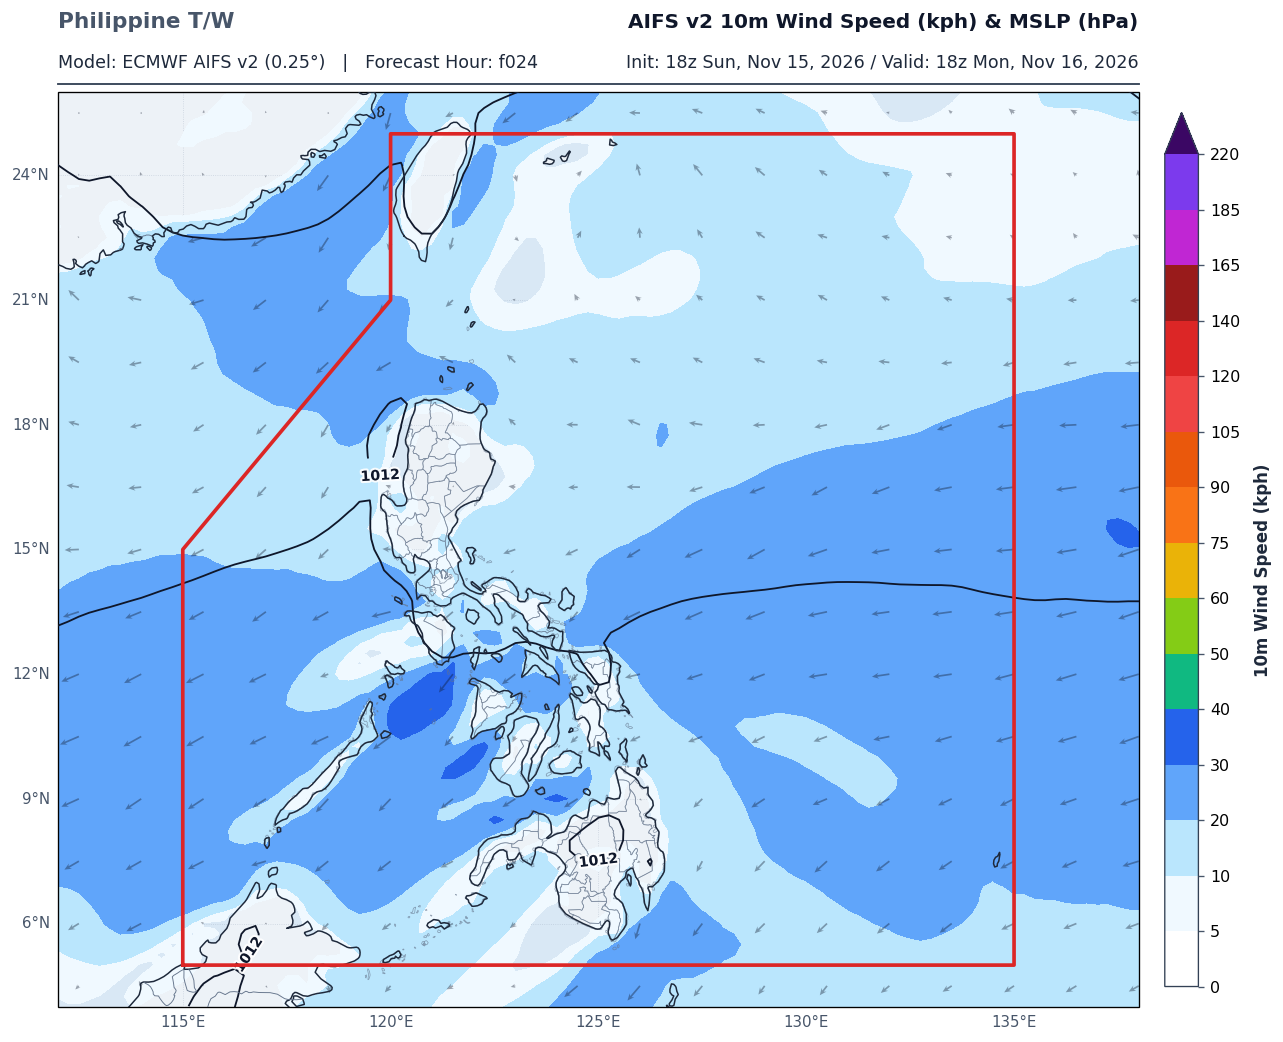 Philippine T/W
AIFS v2 10m Wind Speed (kph) & MSLP (hPa)
Model: ECMWF AIFS v2 (0.25°) | Forecast Hour: f024
Init: 18z Sun, Nov 15, 2026 / Valid: 18z Mon, Nov 16, 2026
24°N
21°N
18°N
15°N
12°N
9°N
6°N
1012
1012
1012
115°E
120°E
125°E
130°E
135°E
220
185
165
140
120
105
90
75
60
50
40
30
20
10
5
0
10m Wind Speed (kph)